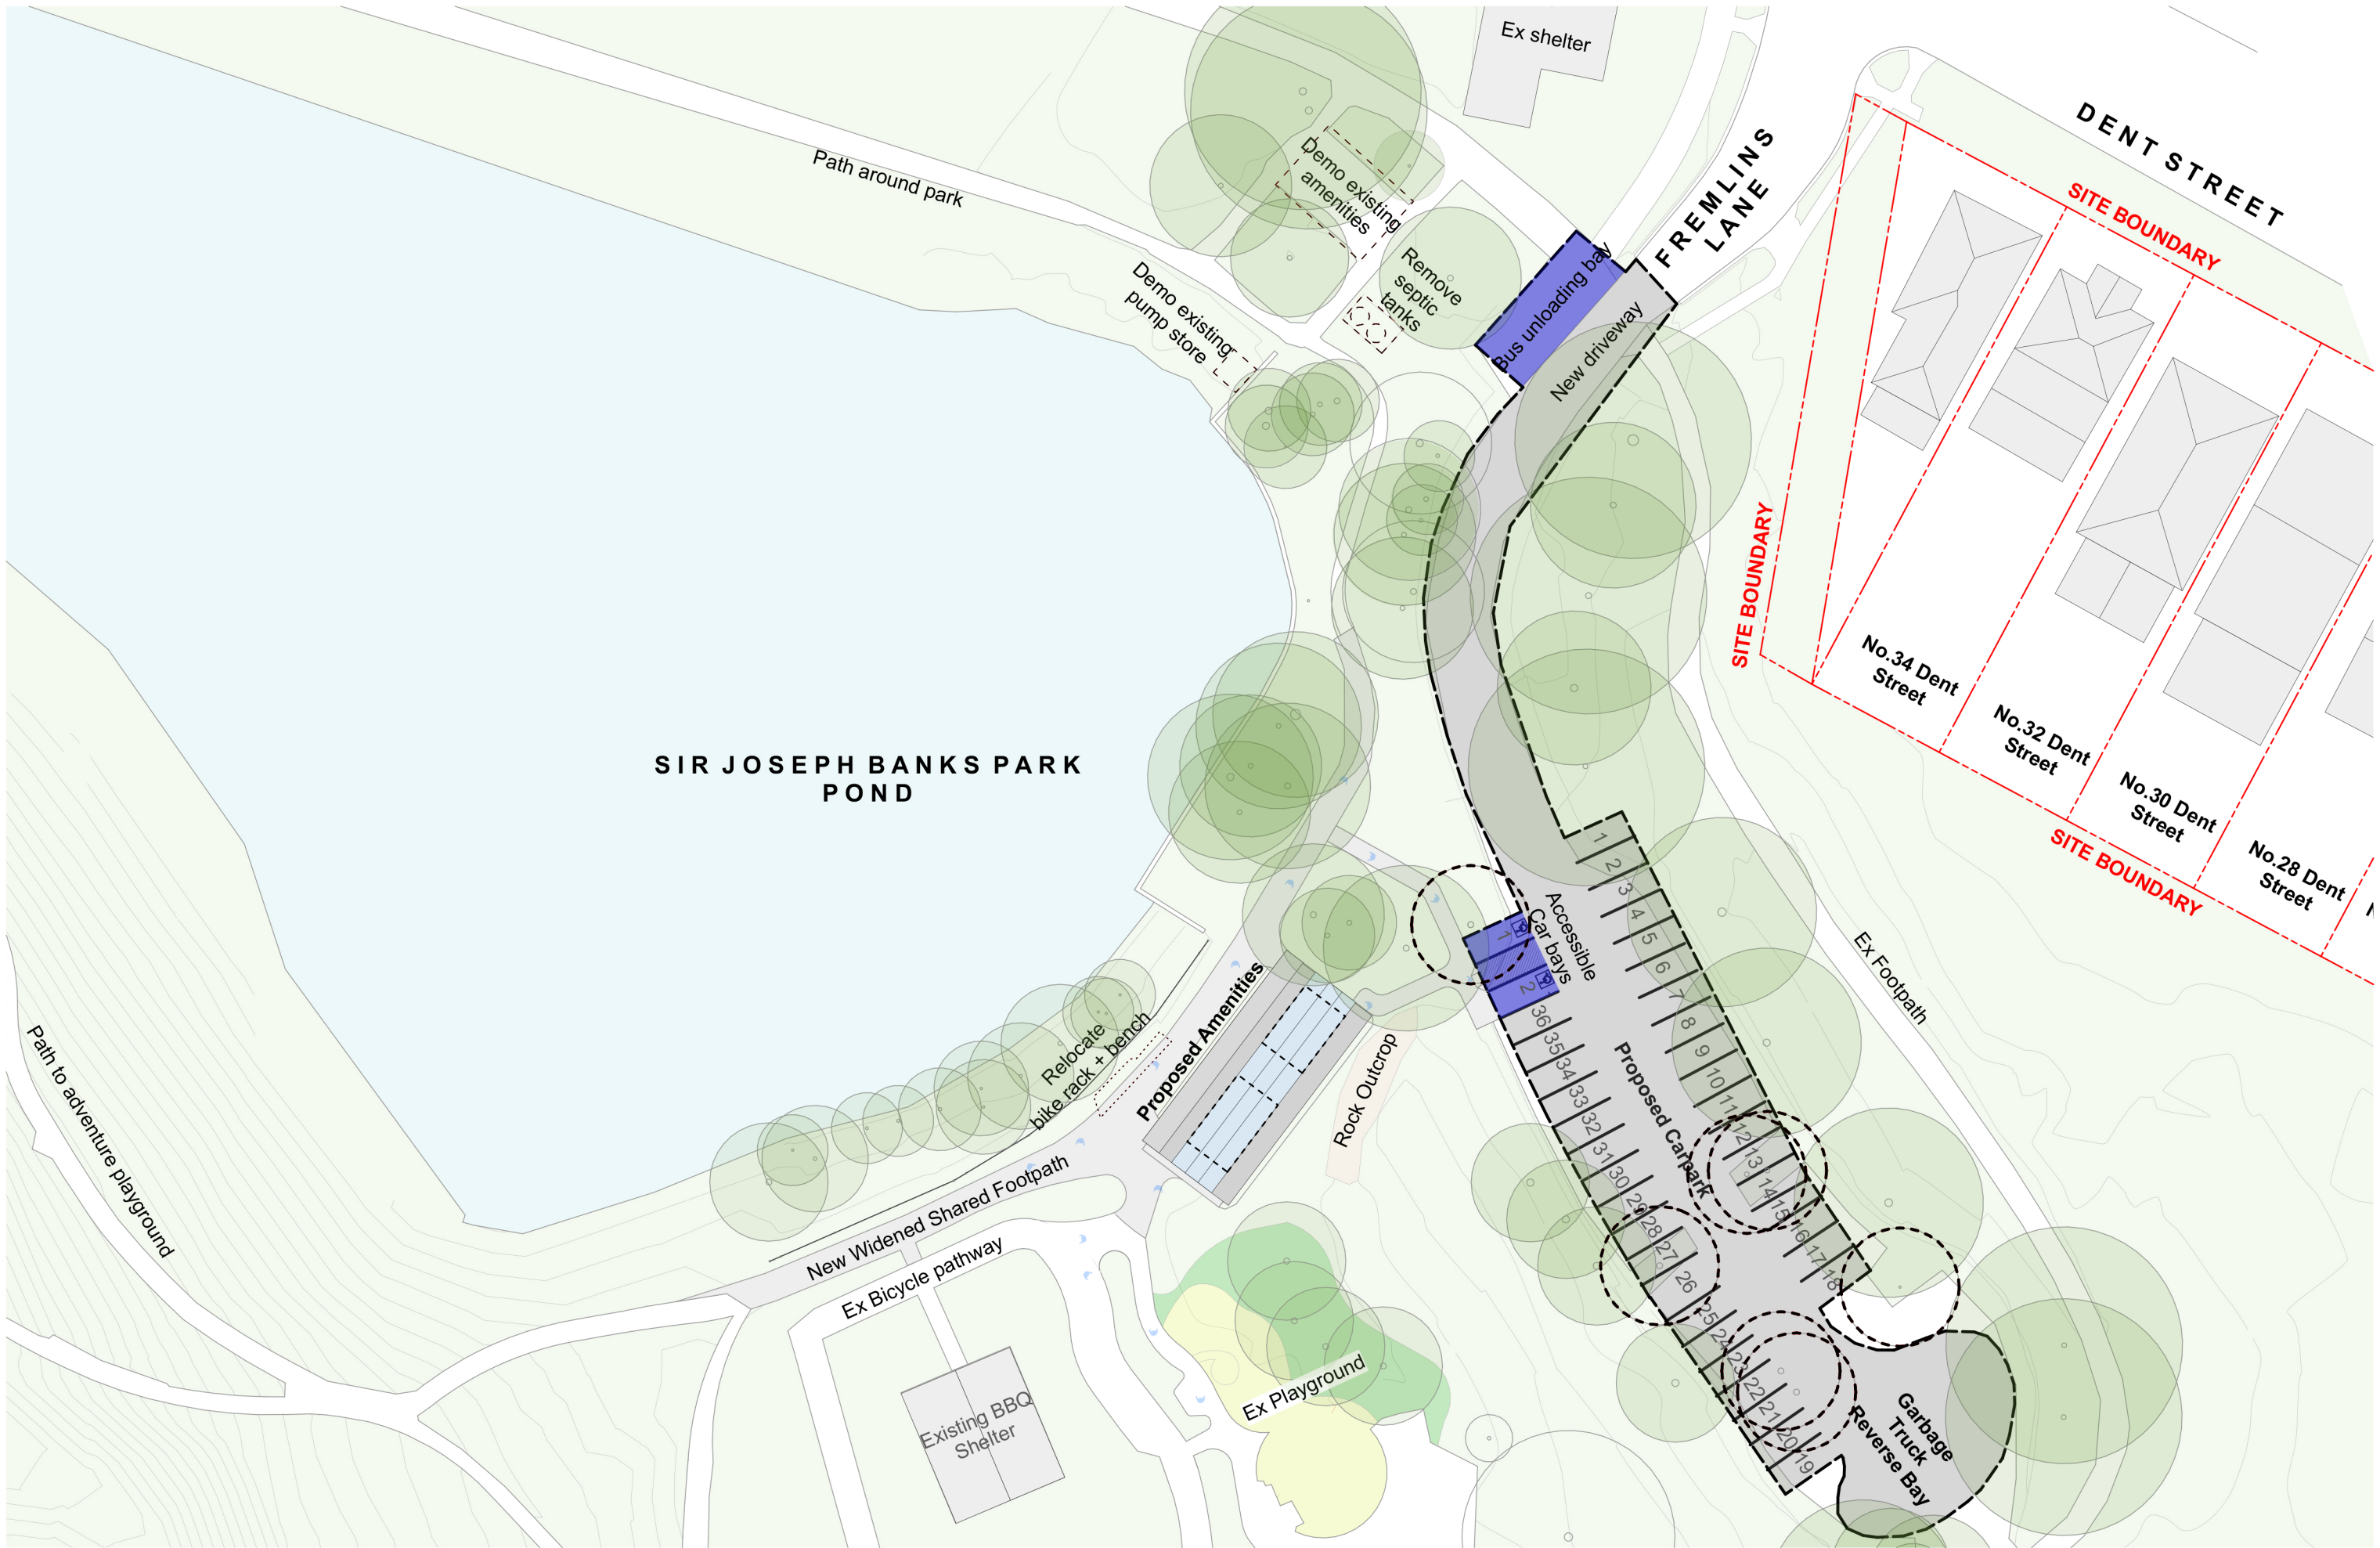 Ex shelter
DENT STREET
FREMLINS
LANE
SITE BOUNDARY
Path around park
Demo existing
amenities
Demo existing
pump store
Remove
septic
tanks
Bus unloading bay
New driveway
SITE BOUNDARY
No.34 Dent
Street
No.32 Dent
Street
No.30 Dent
Street
No.28 Dent
Street
SITE BOUNDARY
SIR JOSEPH BANKS PARK
POND
1
2
3
4
5
6
7
8
9
10
11
12
13
14
15
16
17
18
Accessible
Car bays
1
2
36
35
34
33
32
31
30
29
28
27
26
25
24
23
22
21
20
19
Proposed Carpark
Ex Footpath
Proposed Amenities
Relocate
bike rack + bench
Rock Outcrop
Path to adventure playground
New Widened Shared Footpath
Ex Bicycle pathway
Existing BBQ
Shelter
Ex Playground
Garbage
Truck
Reverse Bay